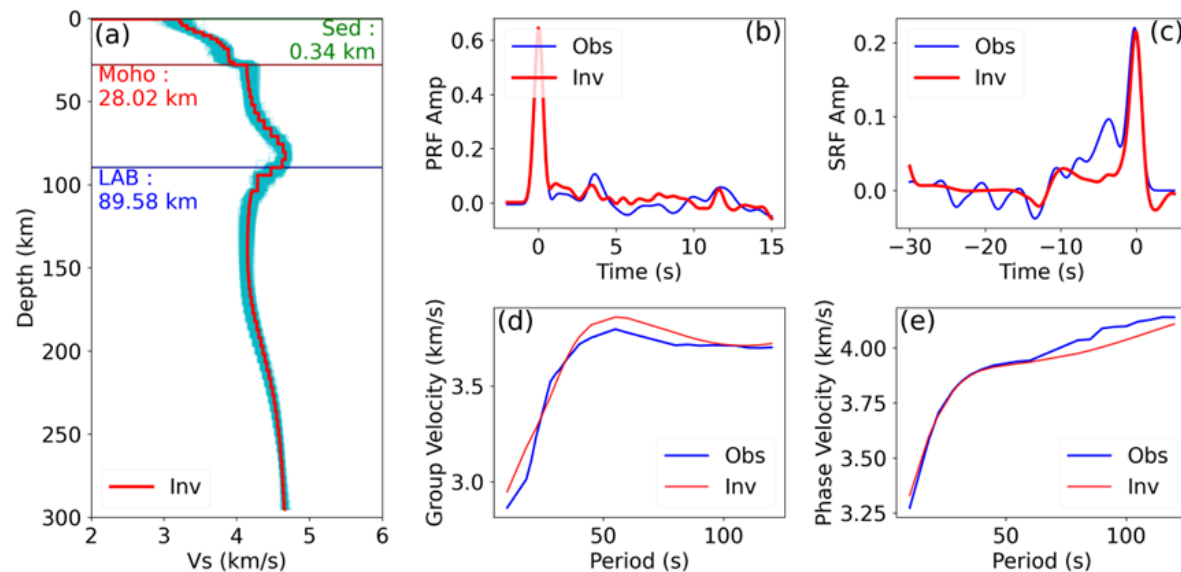 (a)
Sed :
0.34 km
Moho :
28.02 km
LAB :
89.58 km
Inv
0
50
100
150
200
250
300
Depth (km)
2
3
4
5
6
Vs (km/s)
(b)
Obs
Inv
0.6
0.4
0.2
0.0
PRF Amp
0
5
10
15
Time (s)
(c)
Obs
Inv
0.2
0.1
0.0
SRF Amp
−30
−20
−10
0
Time (s)
(d)
Obs
Inv
3.5
3.0
Group Velocity (km/s)
50
100
Period (s)
(e)
Obs
Inv
4.00
3.75
3.50
3.25
Phase Velocity (km/s)
50
100
Period (s)